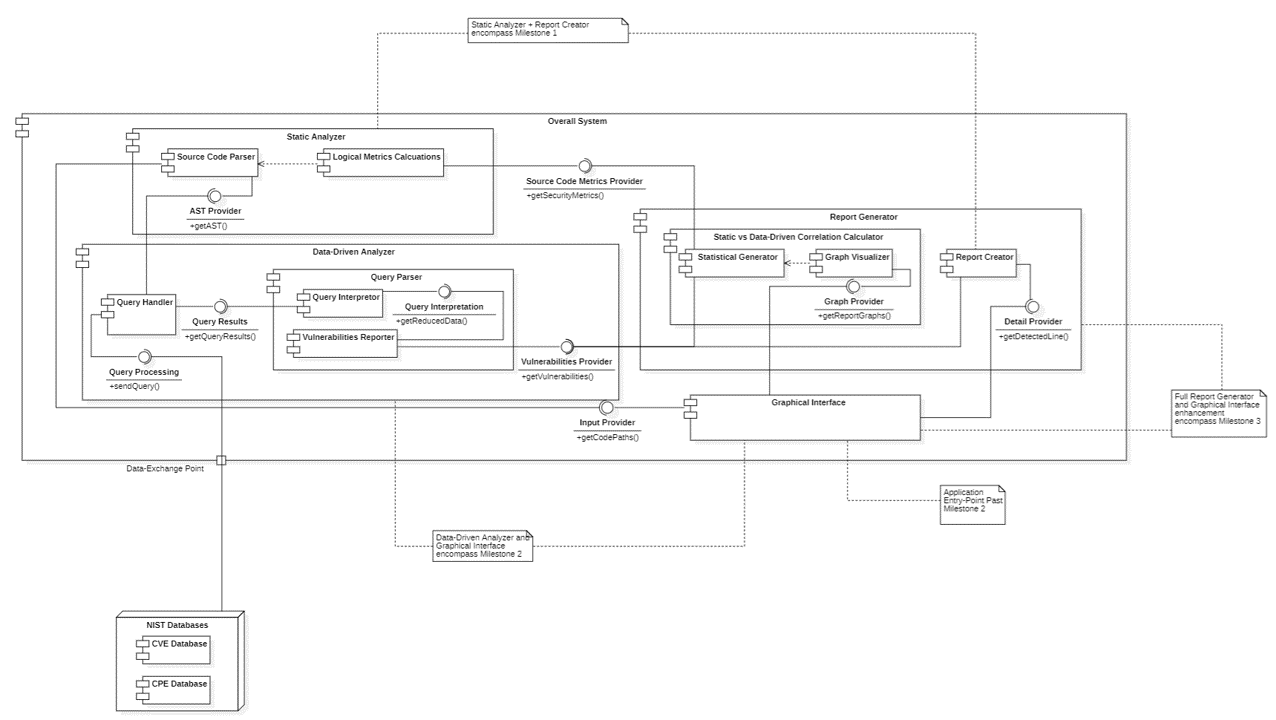 Static Analyzer + Report Creator
encompass Milestone 1
Overall System
Static Analyzer
Source Code Parser
Logical Metrics Calcuations
Source Code Metrics Provider
+getSecurityMetrics()
AST Provider
+getAST()
Report Generator
Static vs Data-Driven Correlation Calculator
Statistical Generator
Graph Visualizer
Report Creator
Graph Provider
+getReportGraphs()
Detail Provider
+getDetectedLine()
Data-Driven Analyzer
Query Parser
Query Handler
Query Interpretor
Query Interpretation
+getReducedData()
Query Results
+getQueryResults()
Vulnerabilities Reporter
Vulnerabilities Provider
+getVulnerabilities()
Query Processing
+sendQuery()
Graphical Interface
Input Provider
+getCodePaths()
Full Report Generator
and Graphical Interface
enhancement
encompass Milestone 3
Data-Exchange Point
Application
Entry-Point Past
Milestone 2
Data-Driven Analyzer and
Graphical Interface
encompass Milestone 2
NIST Databases
CVE Database
CPE Database